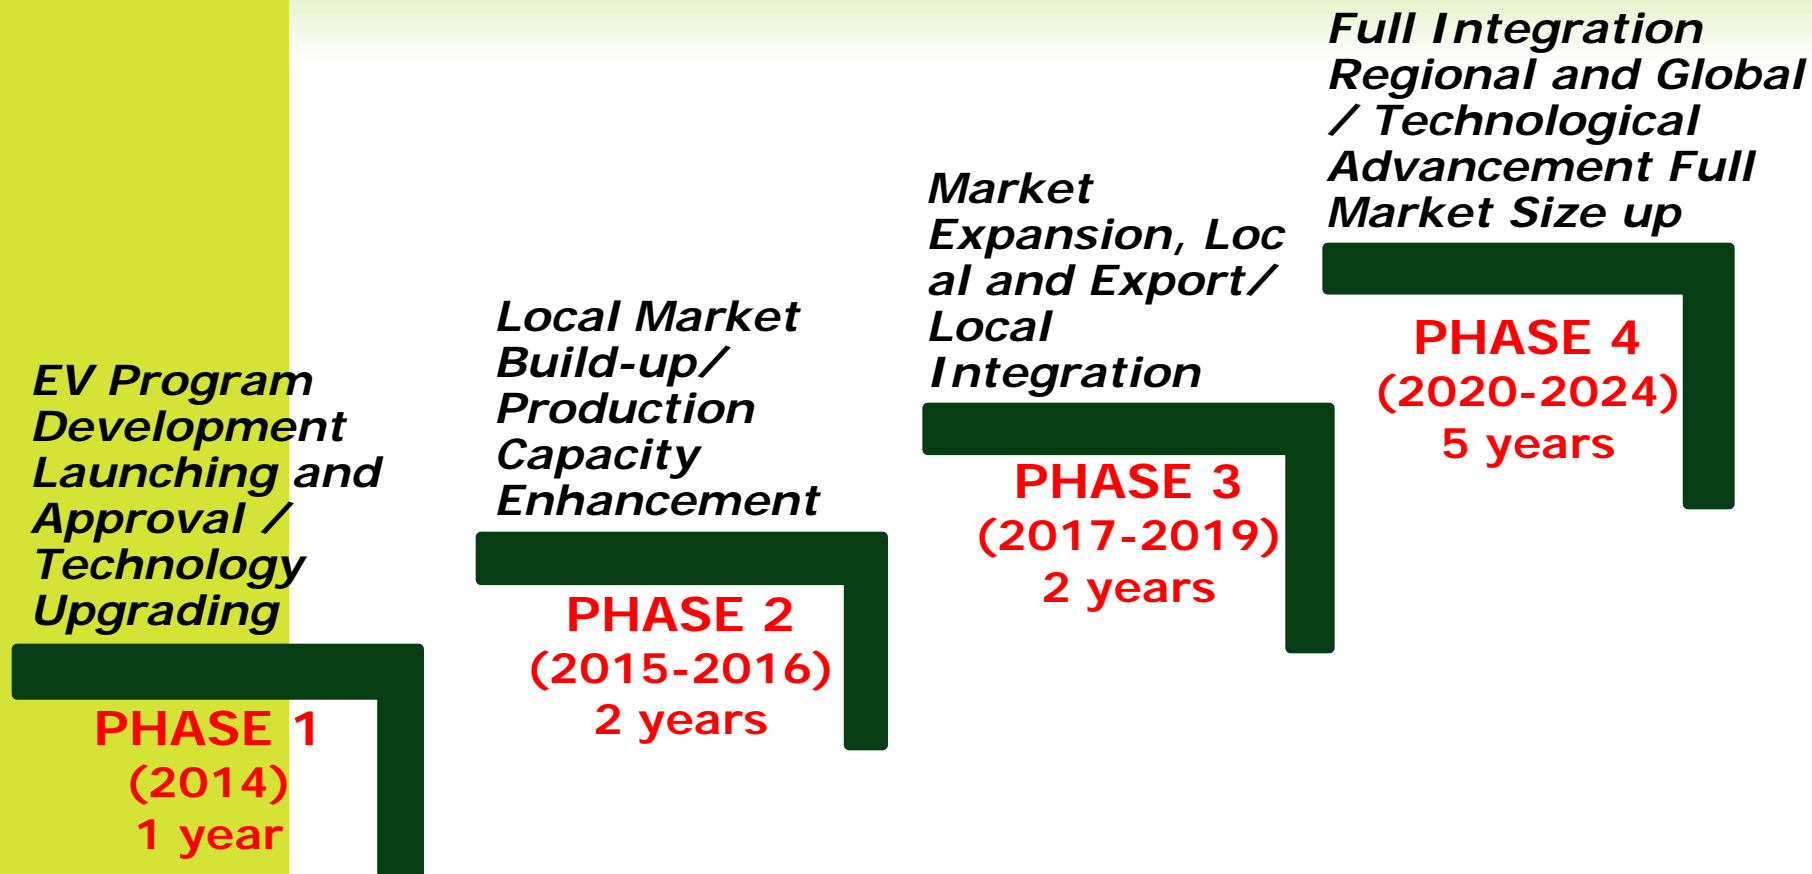 EV Program
Development
Launching and
Approval /
Technology
Upgrading
PHASE 1
(2014)
1 year
Local Market
Build-up/
Production
Capacity
Enhancement
PHASE 2
(2015-2016)
2 years
Market
Expansion, Loc
al and Export/
Local
Integration
PHASE 3
(2017-2019)
2 years
Full Integration
Regional and Global
/ Technological
Advancement Full
Market Size up
PHASE 4
(2020-2024)
5 years